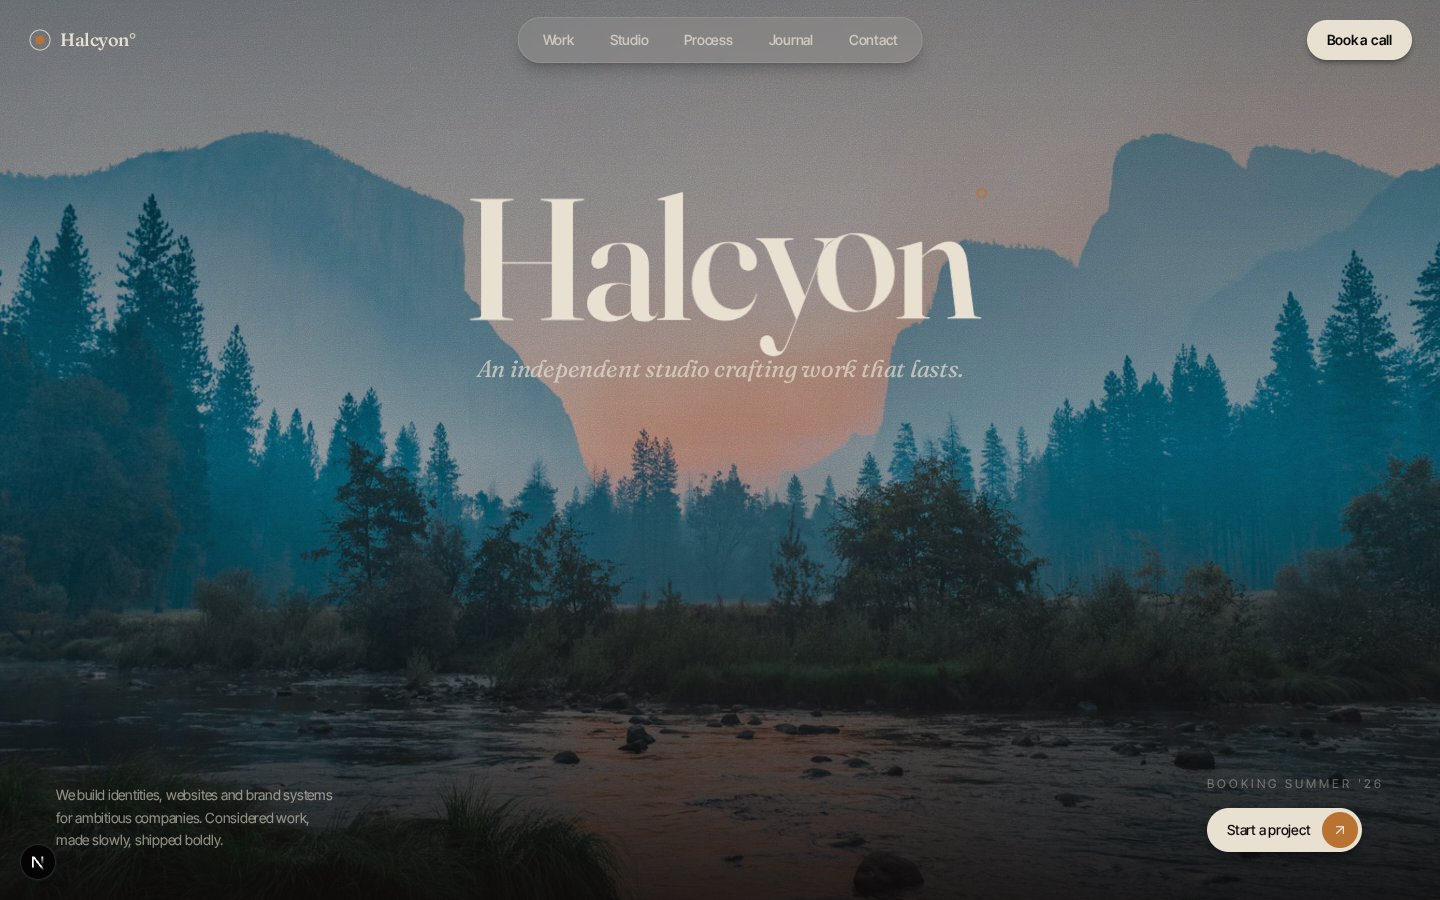 Halcyon°
Work
Studio
Process
Journal
Contact
Book a call
Halcyon
An independent studio crafting work that lasts.
We build identities, websites and brand systems
for ambitious companies. Considered work,
made slowly, shipped boldly.
BOOKING SUMMER '26
Start a project
N